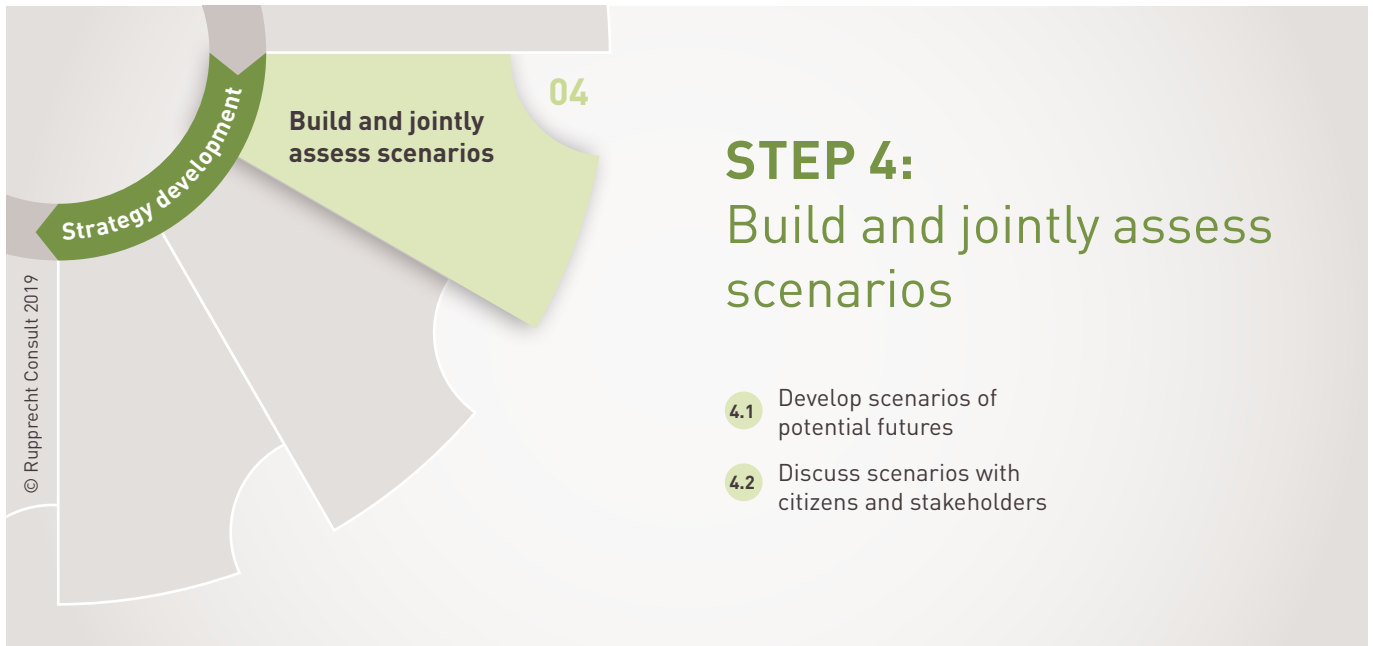 04
Build and jointly
assess scenarios
Strategy development
© Rupprecht Consult 2019
STEP 4:
Build and jointly assess
scenarios
4.1 Develop scenarios of
potential futures
4.2 Discuss scenarios with
citizens and stakeholders